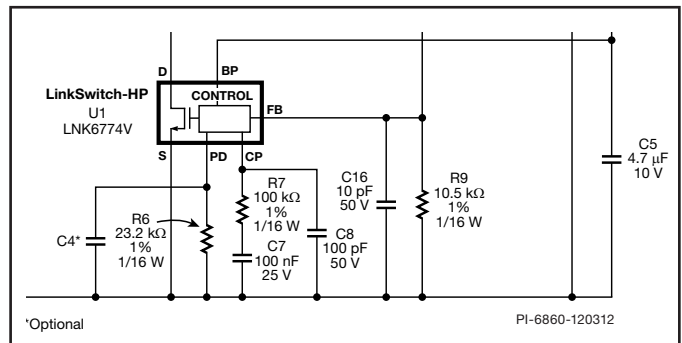 D
BP
LinkSwitch-HP
U1
LNK6774V
CONTROL
FB
S
PD
CP
C4*
R6
23.2 kΩ
1%
1/16 W
R7
100 kΩ
1%
1/16 W
C7
100 nF
25 V
C8
100 pF
50 V
C16
10 pF
50 V
R9
10.5 kΩ
1%
1/16 W
C5
4.7 µF
10 V
*Optional
PI-6860-120312